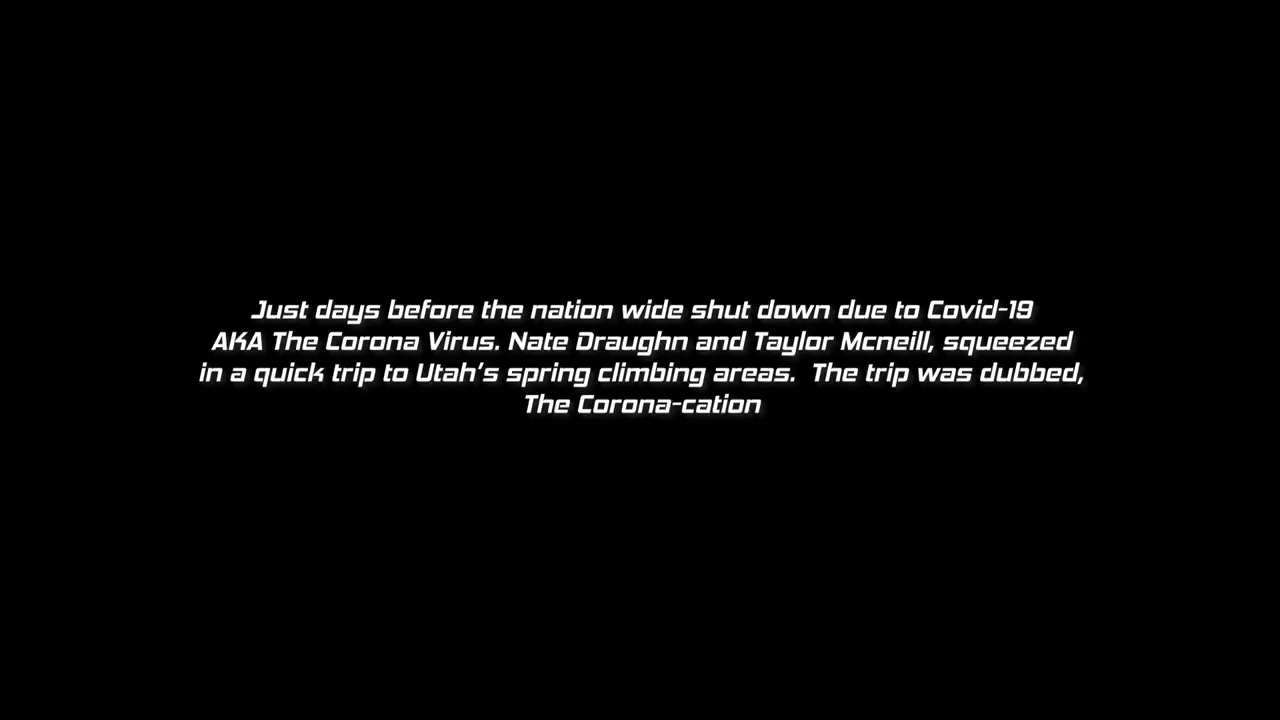 Just days before the nation wide shut down due to Covid-19
AKA The Corona Virus. Nate Draughn and Taylor Mcneill, squeezed
in a quick trip to Utah's spring climbing areas.  The trip was dubbed,
The Corona-cation